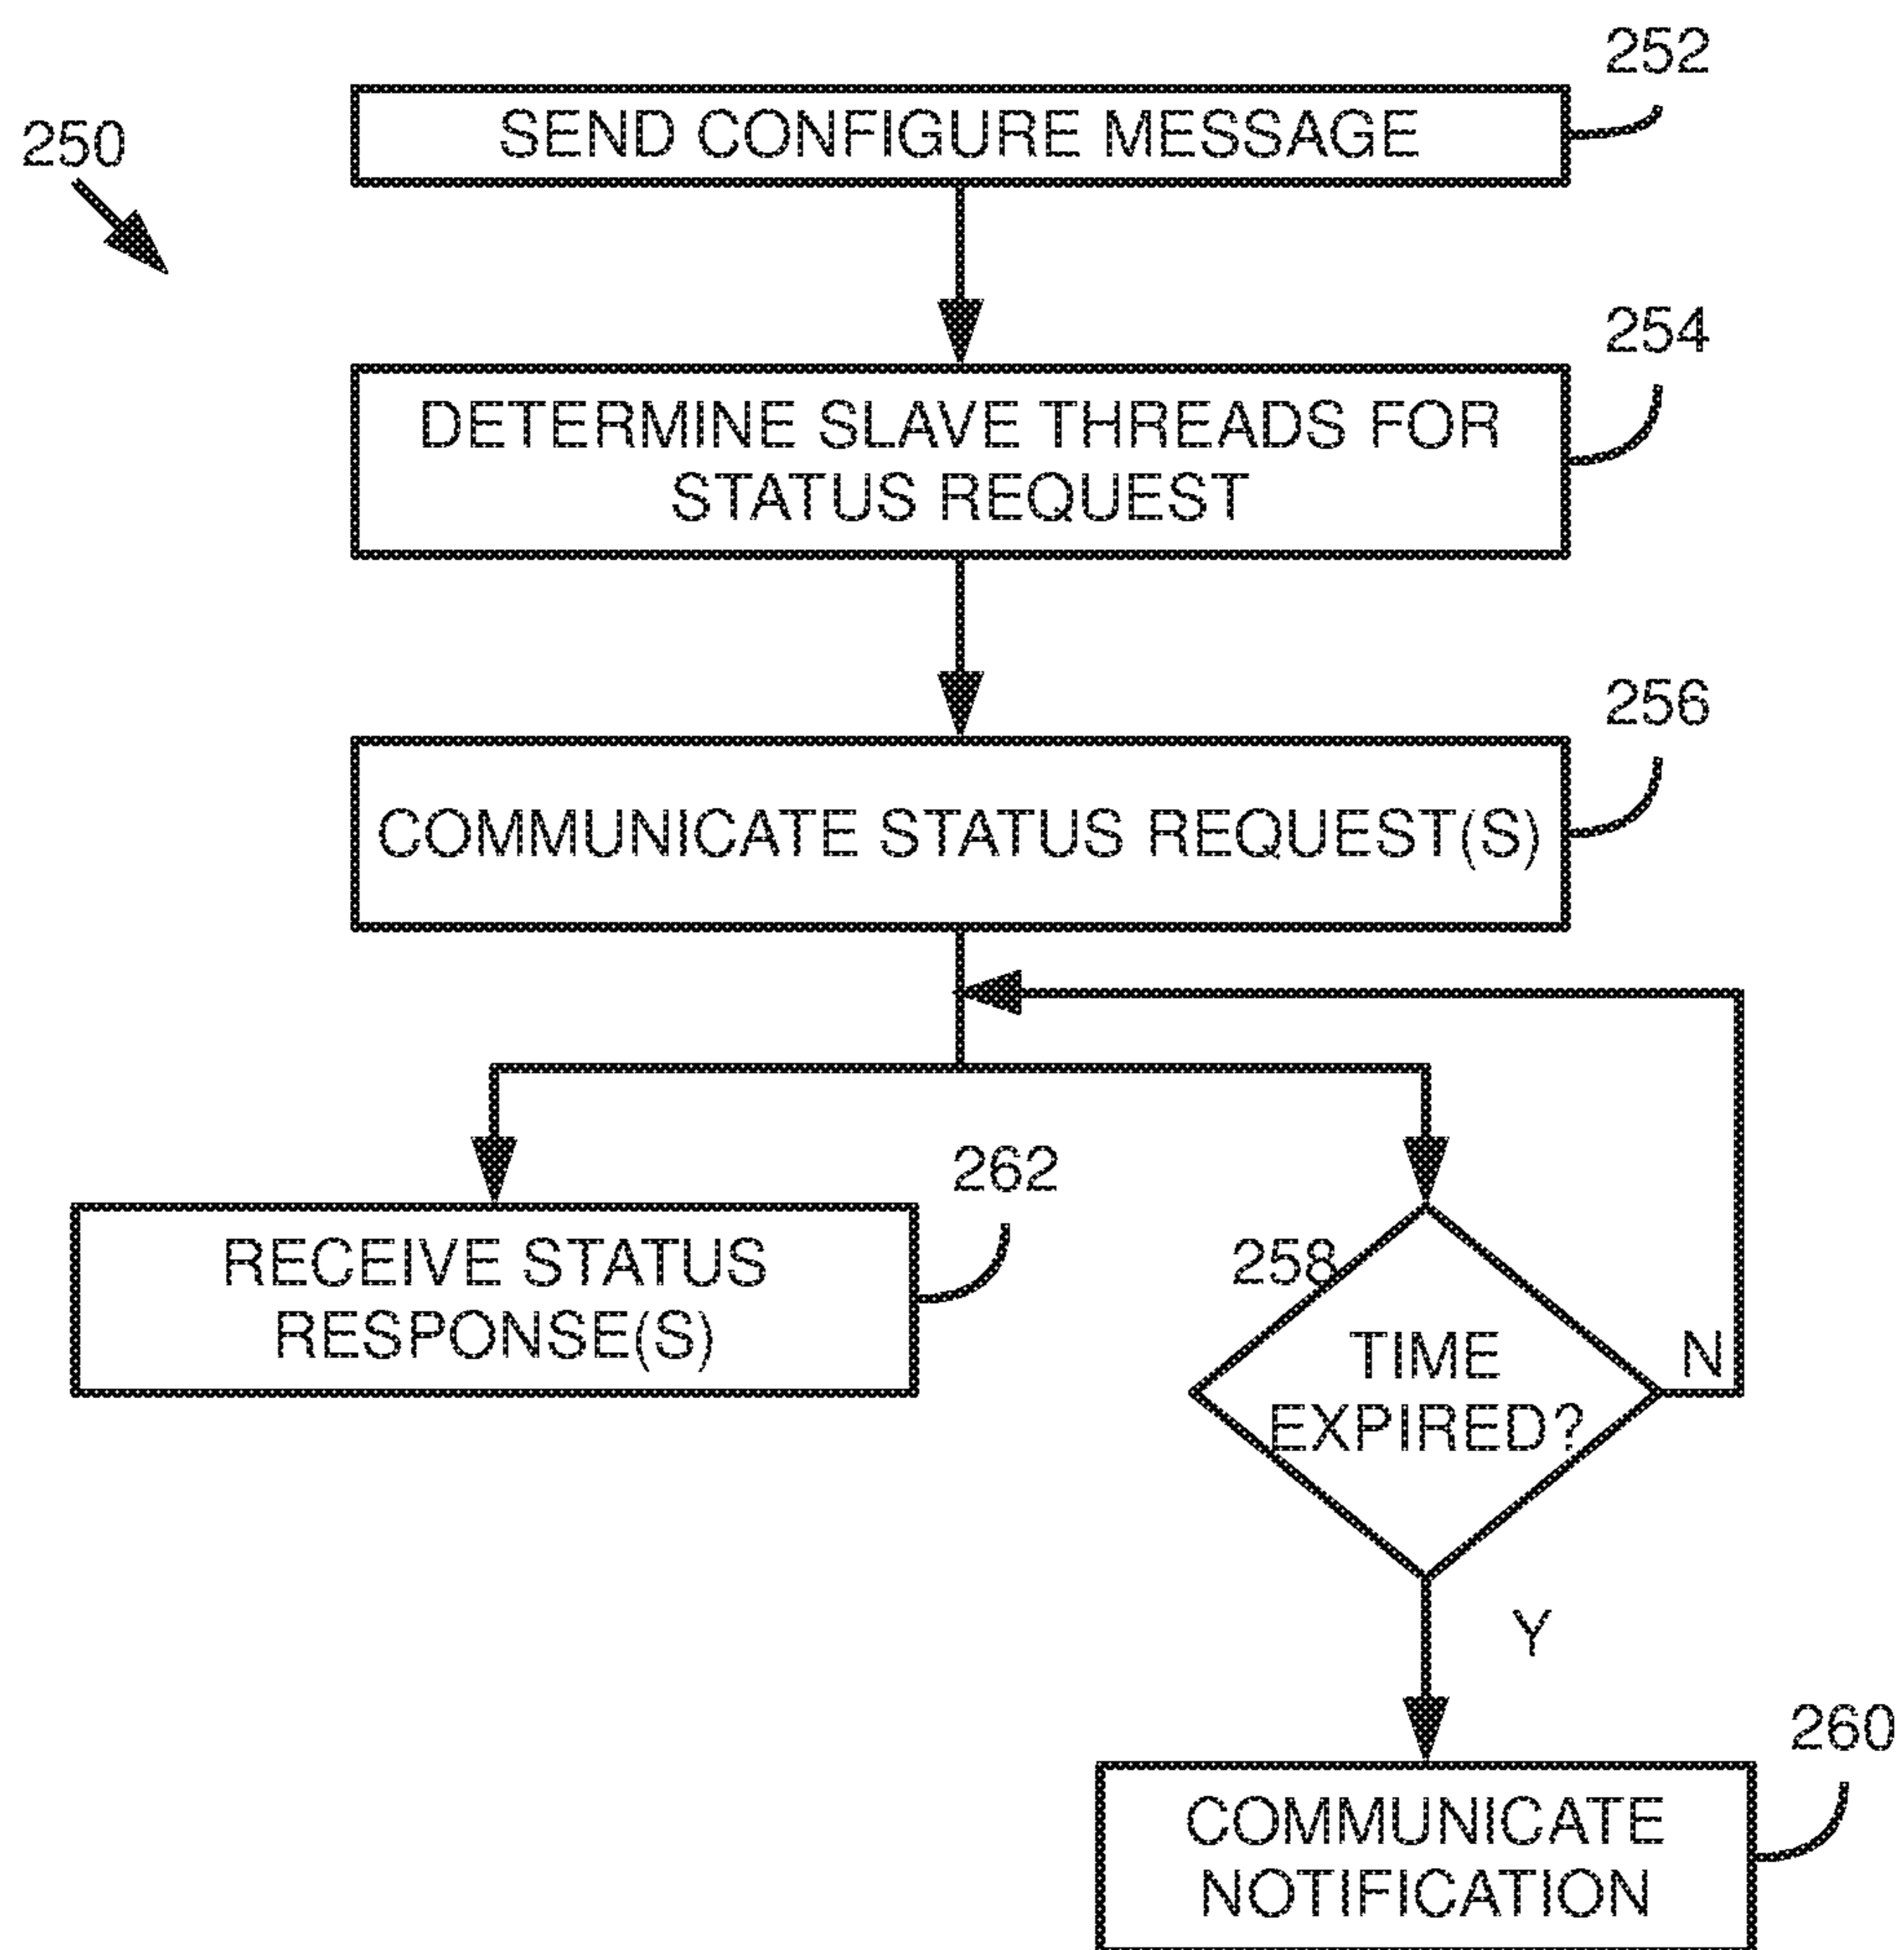 252
250
SEND CONFIGURE MESSAGE
254
DETERMINE SLAVE THREADS FOR
STATUS REQUEST
256
COMMUNICATE STATUS REQUEST(S)
262
RECEIVE STATUS
RESPONSE(S)
258
TIME
EXPIRED?
N
Y
260
COMMUNICATE
NOTIFICATION